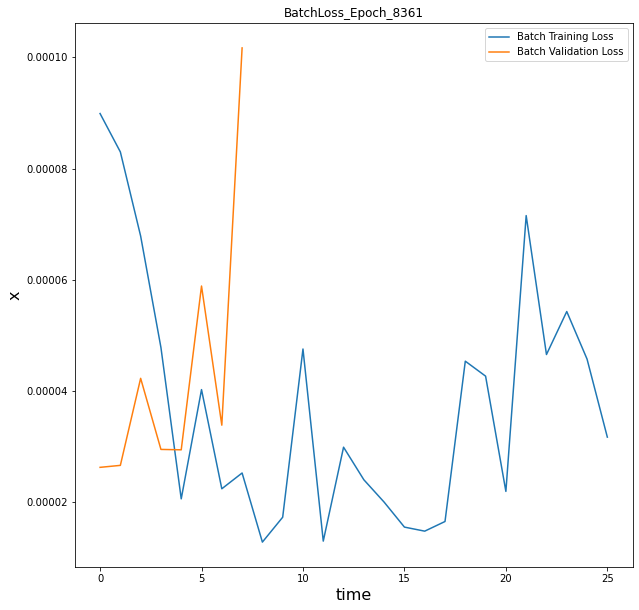 BatchLoss_Epoch_8361
Batch Training Loss
Batch Validation Loss
0.00010
0.00008
0.00006
0.00004
0.00002
x
0 5 10 15 20 25
time